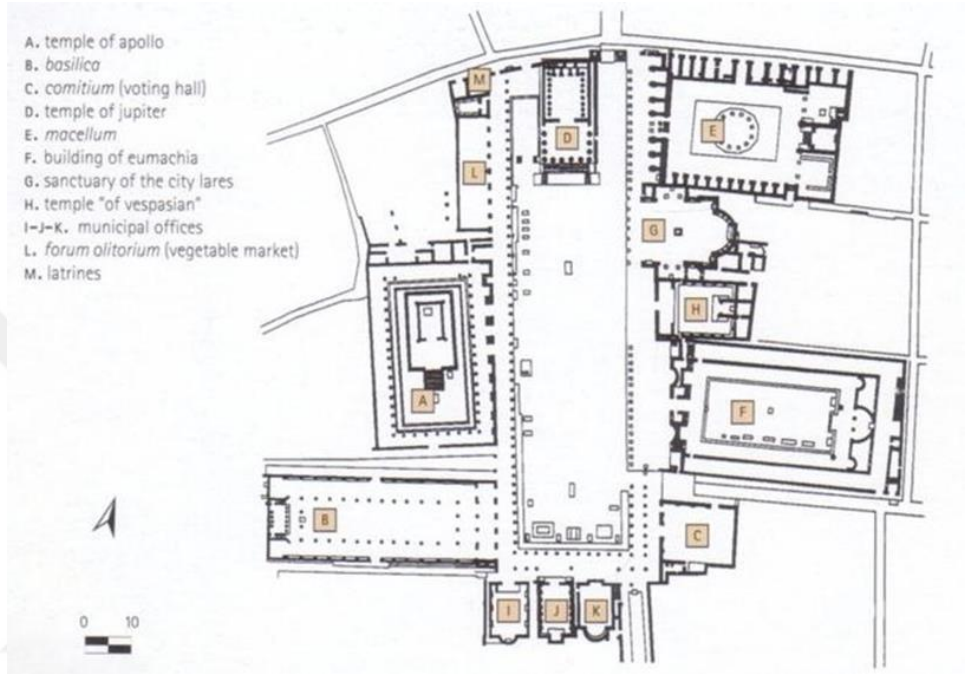 A. temple of apollo
B. basilica
C. comitium (voting hall)
D. temple of jupiter
E. macellum
F. building of eumachia
G. sanctuary of the city lares
H. temple "of vespasian"
I-J-K. municipal offices
L. forum olitorium (vegetable market)
M. latrines
M
D
E
L
G
H
A
F
B
C
I
J
K
0 10